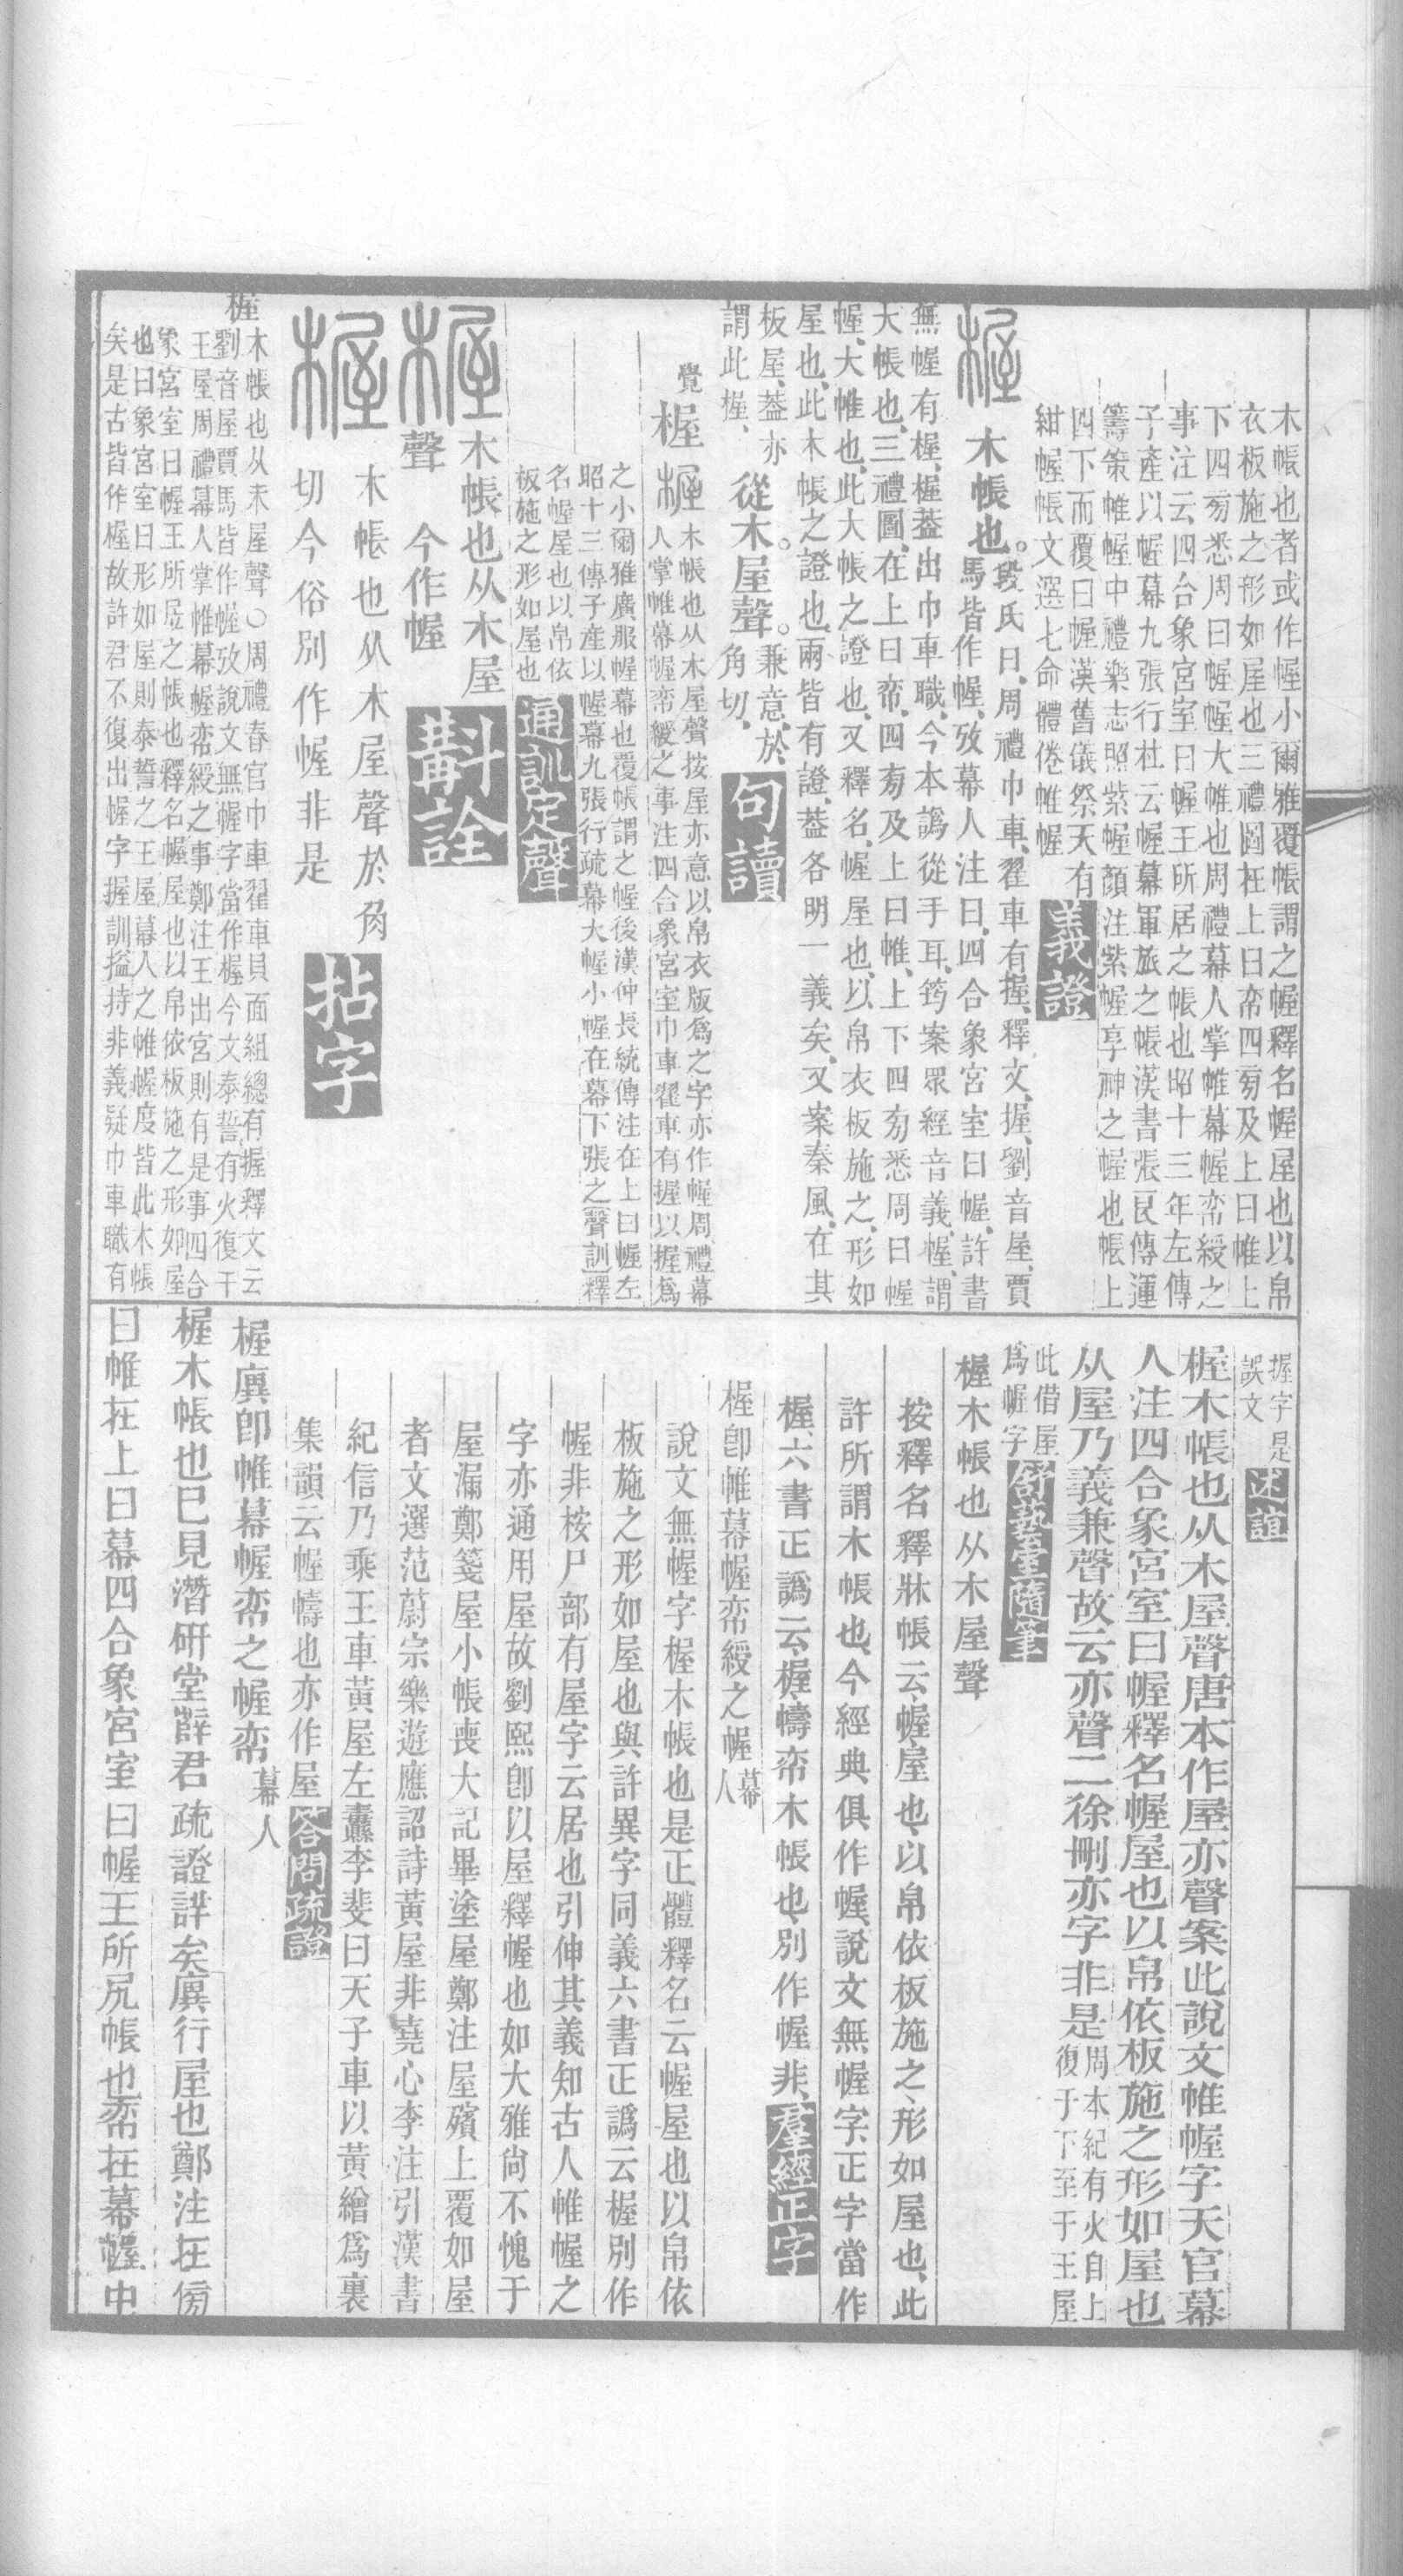 木帳也者或作幄小爾雅覆帳謂之幄釋名幄屋也以帛
衣板施之形如屋也三禮圖在上曰帟四旁及上曰帷上
下四旁悉周曰幄幄大帷也周禮幕人掌帷幕幄帟綬之
事注云四合象宮室曰幄王所居之帳也昭十三年左傳
子產以幄幕九張行杜云幄幕軍旅之帳漢書張良傳運
籌策帷幄中禮樂志照紫幄顏注紫幄享神之幄也帳上
四下而覆曰幄漢舊儀祭天有
紺幄帳文選七命體倦帷幄
義證
楃
木帳也。
段氏曰、周禮巾車、翟車有握、釋文、握、劉音屋、賈
馬皆作幄、攷幕人注曰、四合象宮室曰幄、許書
無幄有楃、楃葢出巾車職、今本譌從手耳、筠案眾經音義、幄、謂
大帳也、三禮圖、在上曰帟、四旁及上曰帷、上下四旁悉周曰幄
幄、大帷也、此大帳之證也、又釋名、幄屋也、以帛衣板施之、形如
屋也、此木帳之證也、兩皆有證、葢各明一義矣、又案秦風、在其
板屋、葢亦
謂此楃、
從木。屋聲。
兼意、於
角切、
句讀
覺
楃
楃
木帳也从木屋聲按屋亦意以帛衣版爲之字亦作幄周禮幕
人掌帷幕幄帟綬之事注四合象宮室巾車翟車有握以握爲
之小爾雅廣服幄幕也覆帳謂之幄後漢仲長統傳注在上曰幄左
昭十三傳子產以幄幕九張行疏幕大幄小幄在幕下張之聲訓釋
名幄屋也以帛依
板施之形如屋也
通訓定聲
楃
木帳也从木屋
聲 今作幄
斠詮
楃
木帳也从木屋聲於角
切今俗別作幄非是
拈字
楃
木帳也从木屋聲○周禮春官巾車翟車貝面組總有握釋文云
劉音屋賈馬皆作幄攷說文無幄字當作楃今文泰誓有火復于
王屋周禮幕人掌帷幕幄帟綬之事鄭注王出宮則有是事四合
象宮室曰幄王所居之帳也釋名幄屋也以帛依板施之形如屋
也曰象宮室曰形如屋則泰誓之王屋幕人之帷幄度皆此木帳
矣是古皆作楃故許君不復出幄字握訓搤持非義疑巾車職有
握字是
誤文
述誼
楃木帳也从木屋聲唐本作屋亦聲案此說文帷幄字天官幕
人注四合象宮室曰幄釋名幄屋也以帛依板施之形如屋也
从屋乃義兼聲故云亦聲二徐刪亦字非是
周本紀有火自上
復于下至于王屋
此借屋
爲幄字
舒藝室隨筆
楃木帳也从木屋聲
按釋名釋牀帳云、幄、屋也、以帛依板施之、形如屋也、此
許所謂木帳也、今經典俱作幄、說文無幄字、正字當作
楃、六書正譌云、楃、幬帟木帳也、別作幄非、
羣經正字
楃卽帷幕幄帟綬之幄
幕
人
說文無幄字楃木帳也是正體釋名云幄屋也以帛依
板施之形如屋也與許異字同義六書正譌云楃別作
幄非按尸部有屋字云居也引伸其義知古人帷幄之
字亦通用屋故劉熙卽以屋釋幄也如大雅尙不愧于
屋漏鄭箋屋小帳喪大記畢塗屋鄭注屋殯上覆如屋
者文選范蔚宗樂遊應詔詩黃屋非堯心李注引漢書
紀信乃乘王車黃屋左纛李斐曰天子車以黃繒爲裏
集韻云幄幬也亦作屋
答問疏證
楃㢞卽帷幕幄帟之幄帟
幕人
楃木帳也已見潛研堂薛君疏證詳矣㢞行屋也鄭注在傍
曰帷在上曰幕四合象宮室曰幄王所凥帳也帟在幕幄中